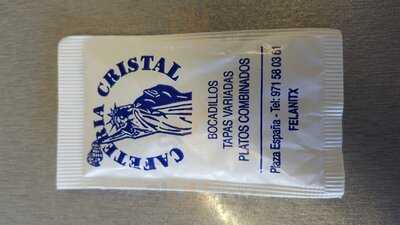 CAFETERIA CRISTAL
BOCADILLOS
TAPAS VARIADAS
PLATOS COMBINADOS
Plaza España - Tel: 971 58 03 61
FELANITX